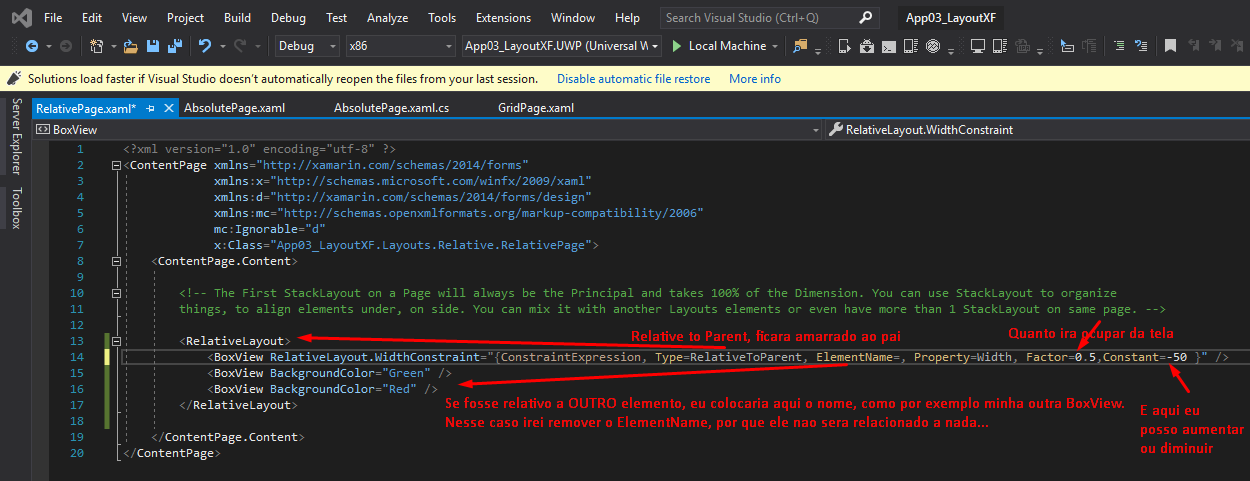 File Edit View Project Build Debug Test Analyze Tools Extensions Window Help Search Visual Studio (Ctrl+Q) App03_LayoutXF
Debug x86 App03_LayoutXF.UWP (Universal W Local Machine
Solutions load faster if Visual Studio doesn't automatically reopen the files from your last session. Disable automatic file restore More info
Server Explorer
Toolbox
RelativePage.xaml* AbsolutePage.xaml AbsolutePage.xaml.cs GridPage.xaml
BoxView RelativeLayout.WidthConstraint
1 <?xml version="1.0" encoding="utf-8" ?>
2 <ContentPage xmlns="http://xamarin.com/schemas/2014/forms"
3 xmlns:x="http://schemas.microsoft.com/winfx/2009/xaml"
4 xmlns:d="http://xamarin.com/schemas/2014/forms/design"
5 xmlns:mc="http://schemas.openxmlformats.org/markup-compatibility/2006"
6 mc:Ignorable="d"
7 x:Class="App03_LayoutXF.Layouts.Relative.RelativePage">
8 <ContentPage.Content>
9
10 <!-- The First StackLayout on a Page will always be the Principal and takes 100% of the Dimension. You can use StackLayout to organize
11 things, to align elements under, on side. You can mix it with another Layouts elements or even have more than 1 StackLayout on same page. -->
12
Relative to Parent, ficara amarrado ao pai
Quanto ira ocupar da tela
13 <RelativeLayout>
14 <BoxView RelativeLayout.WidthConstraint="{ConstraintExpression, Type=RelativeToParent, ElementName=, Property=Width, Factor=0.5,Constant=-50 }" />
15 <BoxView BackgroundColor="Green" />
16 <BoxView BackgroundColor="Red" />
17 </RelativeLayout>
18
Se fosse relativo a OUTRO elemento, eu colocaria aqui o nome, como por exemplo minha outra BoxView.
Nesse caso irei remover o ElementName, por que ele nao sera relacionado a nada...
E aqui eu
posso aumentar
ou diminuir
19 </ContentPage.Content>
20 </ContentPage>